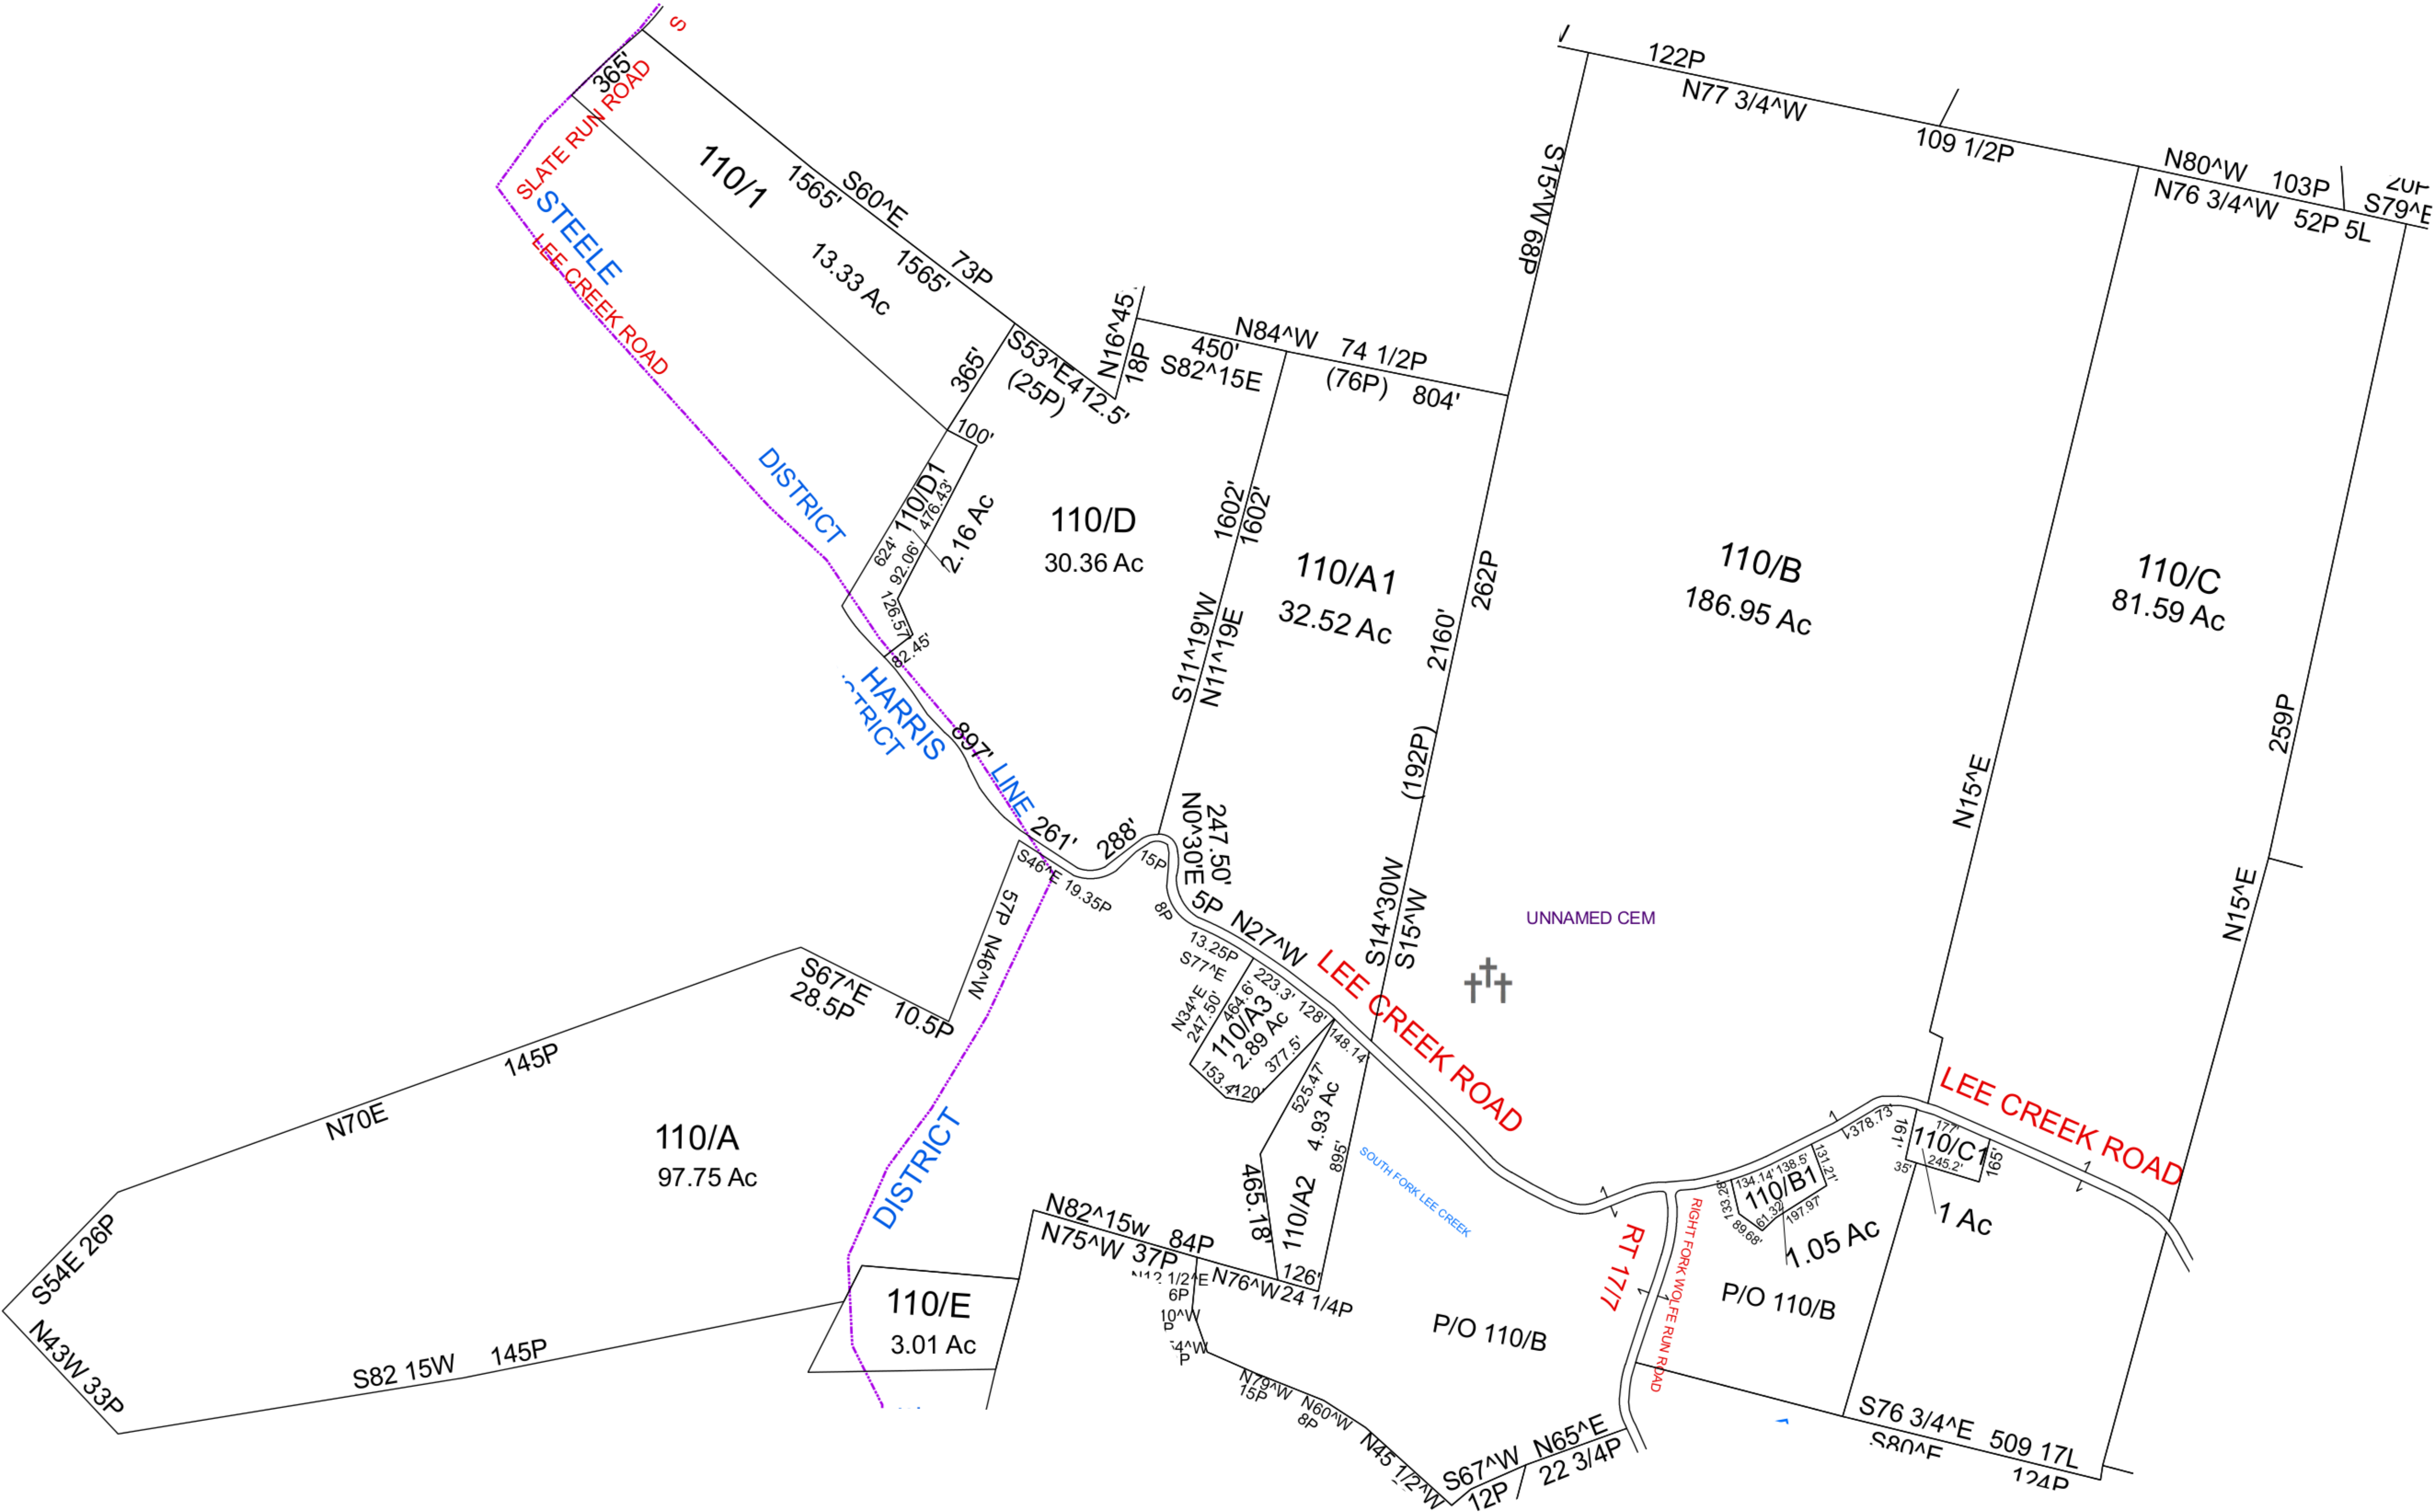 S
365'
SLATE RUN ROAD
STEELE
LEE CREEK ROAD
110/1
1565'
S60^E
13.33 Ac
1565'
73P
365'
S53^E
412.5'
(25P)
N16^45'
18P
N84^W
74 1/2P
450'
S82^15E
(76P)
804'
122P
N77 3/4^W
109 1/2P
N80^W
103P
N76 3/4^W
52P 5L
20P
S79^E
S15^W 68P
DISTRICT
100'
110/D1
476.43'
2.16 Ac
624'
92.06'
126.57'
82.45'
110/D
30.36 Ac
1602'
1602'
S11^19'W
N11^19E
110/A1
32.52 Ac
262P
2160'
(192P)
S14^30W
S15^W
110/B
186.95 Ac
110/C
81.59 Ac
259P
N15^E
N15^E
HARRIS
897'
LINE
261'
288'
15P
S46^E
19.35P
N0^30'E
247.50'
8P
5P
N27^W
UNNAMED CEM
LEE CREEK ROAD
57P
N46^W
13.25P
S77^E
N34^E
247.50'
464.6'
223.3'
128'
110/A3
2.89 Ac
377.5'
153.4'
120'
148.14'
525.47'
4.93 Ac
895'
465.18'
110/A2
126'
S67^E
28.5P
10.5P
145P
N70E
110/A
97.75 Ac
DISTRICT
S54E 26P
N43W 33P
S82 15W
145P
110/E
3.01 Ac
N82^15w
84P
N75^W
37P
N12 1/2^E
6P
10^W
P
4^W
P
N76^W
24 1/4P
N79^W
15P
N60^W
8P
N45 1/2^W
SOUTH FORK LEE CREEK
LEE CREEK ROAD
378.73'
161'
177'
110/C1
245.2'
165'
35'
1 Ac
134.14'
138.5'
131.21'
110/B1
133.28'
61.32'
197.97'
89.68'
1.05 Ac
RT 17/7
RIGHT FORK WOLFE RUN ROAD
P/O 110/B
P/O 110/B
S67^W
N65^E
12P
22 3/4P
S76 3/4^E
509 17L
S80^E
124P